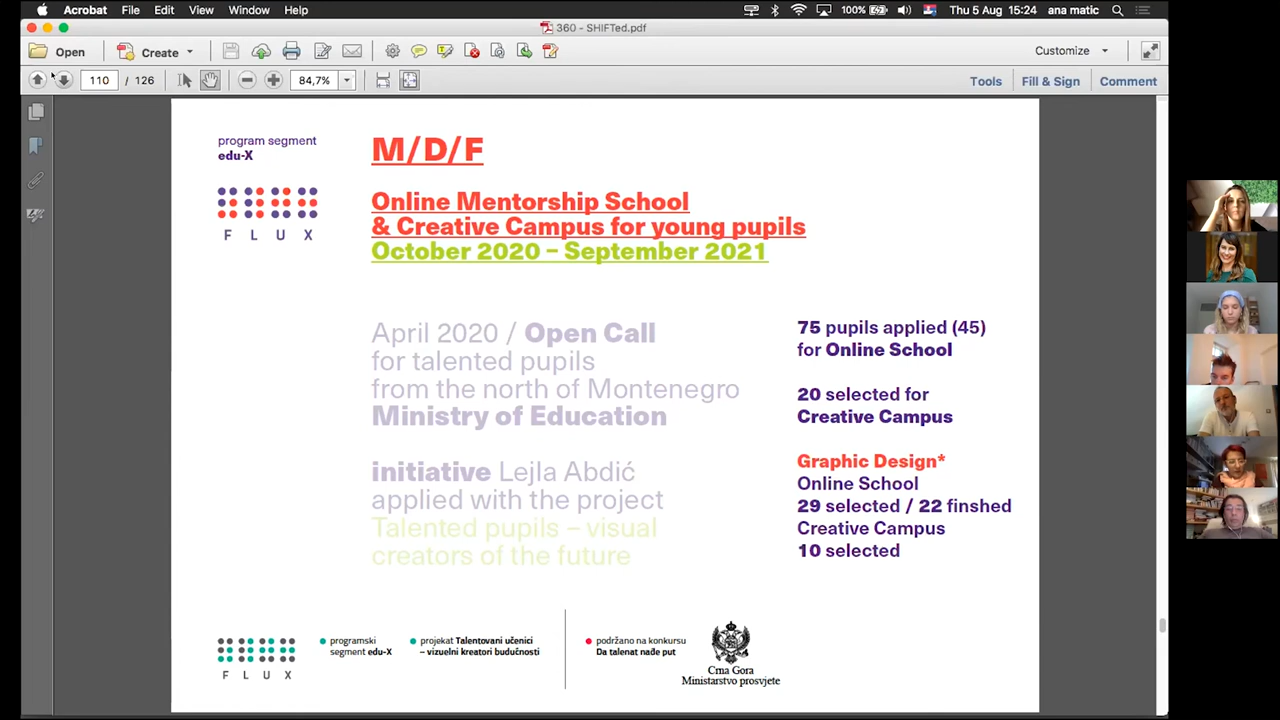 Acrobat File Edit View Window Help
100% Thu 5 Aug 15:24 ana matic
360 - SHIFTed.pdf
Open Create Customize
110 / 126 84,7% Tools Fill & Sign Comment
program segment
edu-X
F L U X
M/D/F
Online Mentorship School
& Creative Campus for young pupils
October 2020 – September 2021
April 2020 / Open Call
for talented pupils
from the north of Montenegro
Ministry of Education
initiative Lejla Abdić
applied with the project
Talented pupils – visual
creators of the future
75 pupils applied (45)
for Online School
20 selected for
Creative Campus
Graphic Design*
Online School
29 selected / 22 finshed
Creative Campus
10 selected
F L U X
programski
segment edu-X
projekat Talentovani učenici
– vizuelni kreatori budućnosti
podržano na konkursu
Da talenat nađe put
Crna Gora
Ministarstvo prosvjete